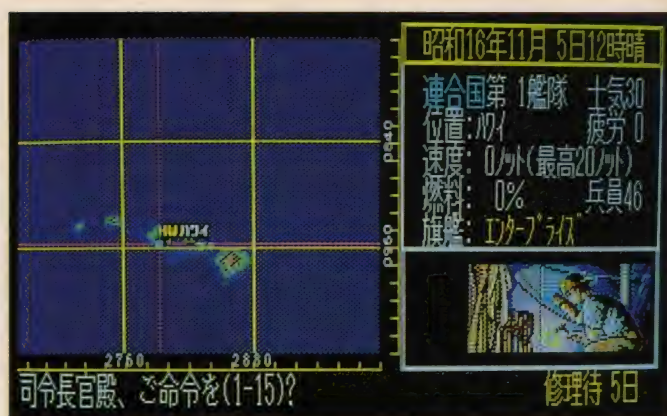 昭和16年11月 5日12時晴
連合国第 1艦隊 士気30
位置:ハワイ 疲労 0
速度: 0ノット(最高20ノット)
燃料: 0% 兵員46
旗艦: エンタープライズ
HWハワイ
0940
0960
2760
2830
司令長官殿、ご命令を(1-15)?
修理待 5日